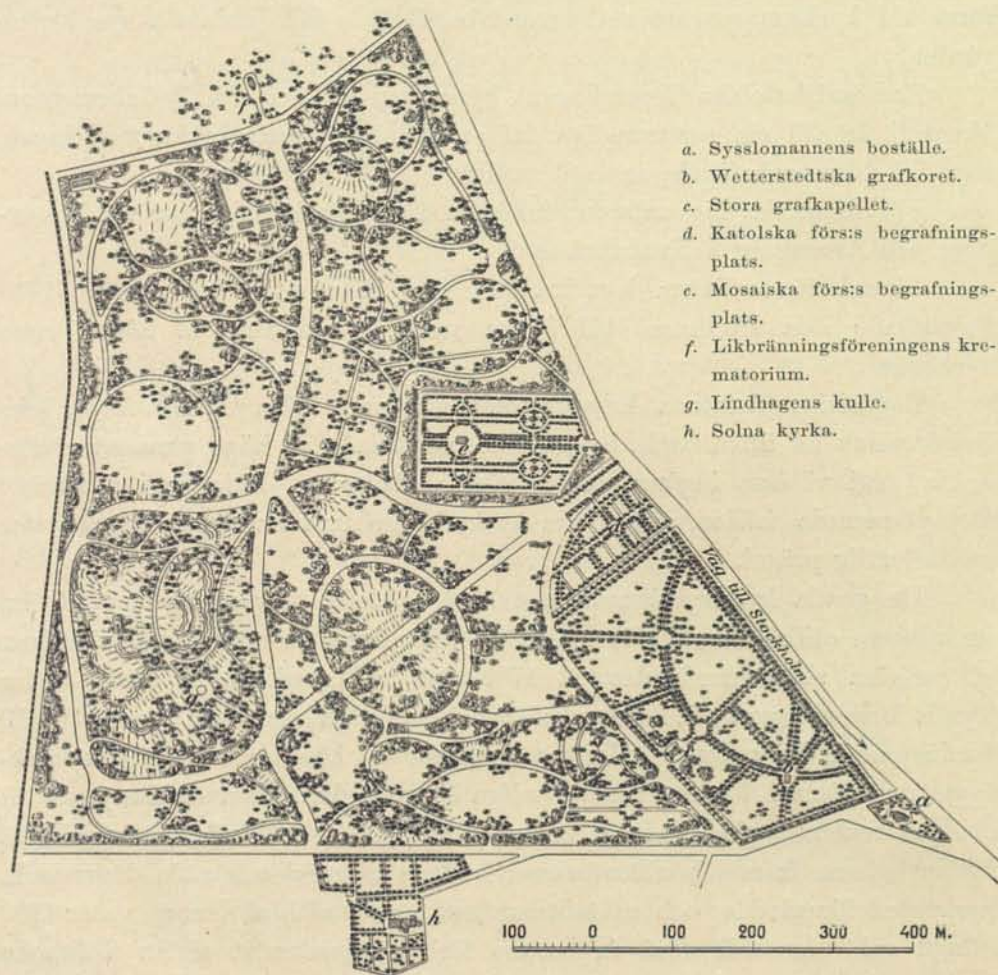 a. Sysslomannens boställe.
b. Wetterstedtska grafkoret.
c. Stora grafkapellet.
d. Katolska förs:s begrafnings-
plats.
e. Mosaiska förs:s begrafnings-
plats.
f. Likbränningsföreningens kre-
matorium.
g. Lindhagens kulle.
h. Solna kyrka.
Väg till Stockholm
d
a
h
100 0 100 200 300 400 M.